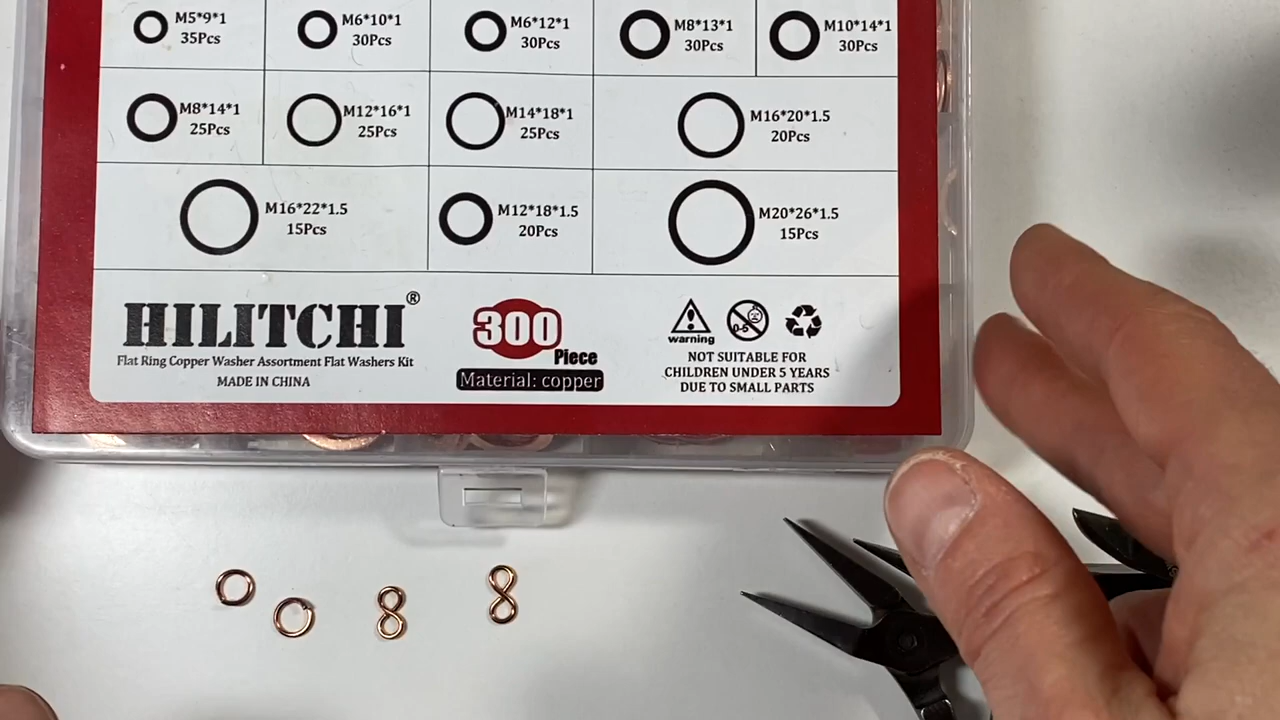 M5*9*1
35Pcs
M6*10*1
30Pcs
M6*12*1
30Pcs
M8*13*1
30Pcs
M10*14*1
30Pcs
M8*14*1
25Pcs
M12*16*1
25Pcs
M14*18*1
25Pcs
M16*20*1.5
20Pcs
M16*22*1.5
15Pcs
M12*18*1.5
20Pcs
M20*26*1.5
15Pcs
HILITCHI®
Flat Ring Copper Washer Assortment Flat Washers Kit
MADE IN CHINA
300
Piece
Material: copper
warning
0-5
NOT SUITABLE FOR
CHILDREN UNDER 5 YEARS
DUE TO SMALL PARTS